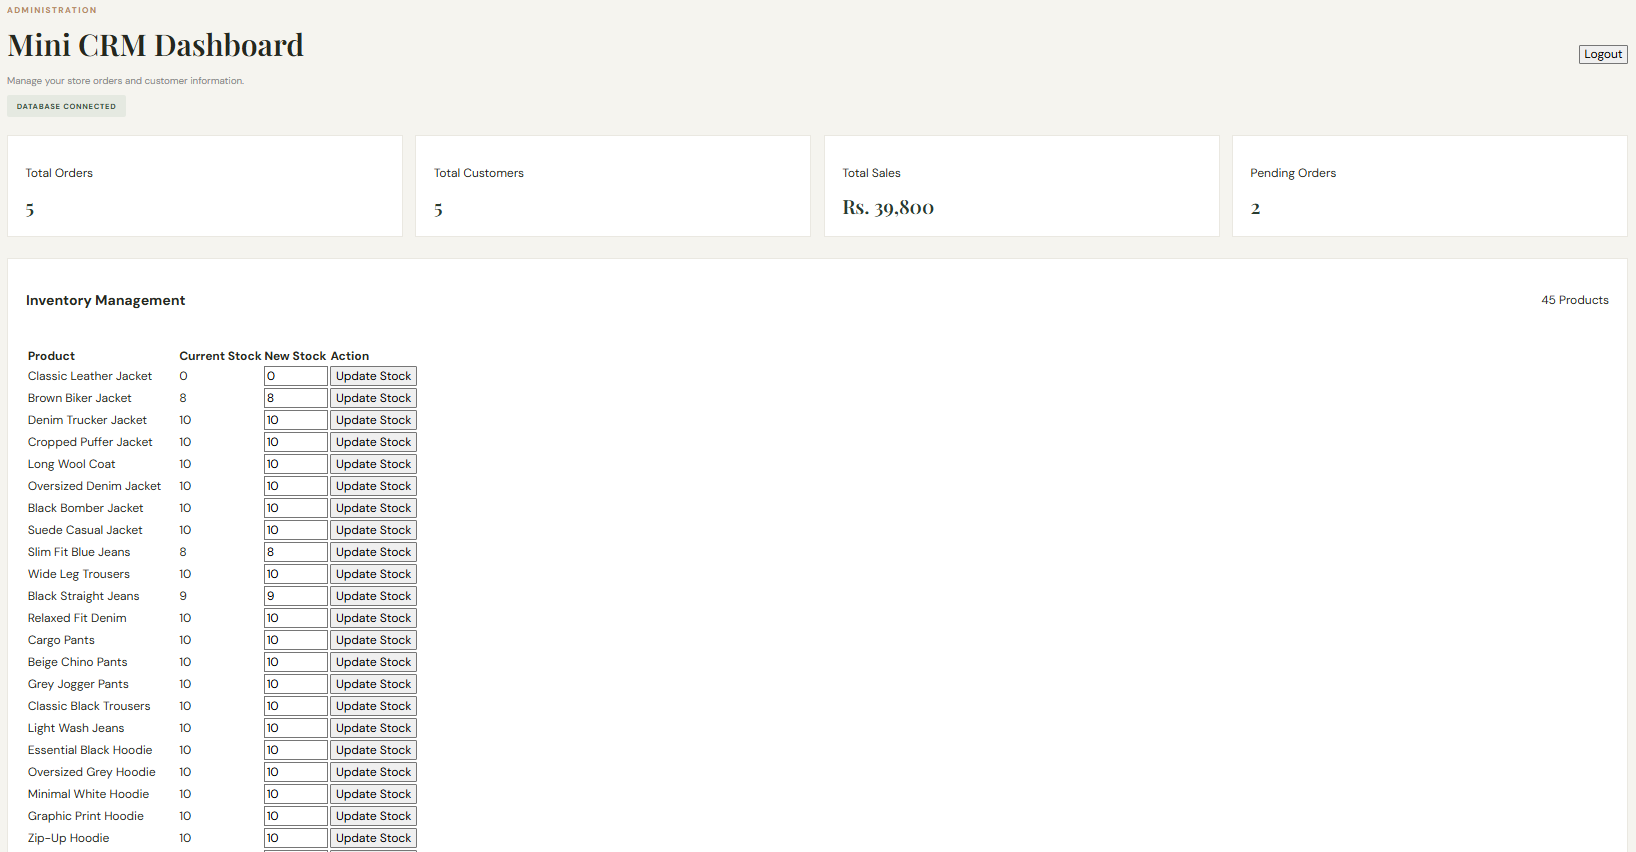 ADMINISTRATION
Mini CRM Dashboard
Logout
Manage your store orders and customer information.
DATABASE CONNECTED
Total Orders
5
Total Customers
5
Total Sales
Rs. 39,800
Pending Orders
2
Inventory Management
45 Products
Product Current Stock New Stock Action
Classic Leather Jacket 0 0 Update Stock
Brown Biker Jacket 8 8 Update Stock
Denim Trucker Jacket 10 10 Update Stock
Cropped Puffer Jacket 10 10 Update Stock
Long Wool Coat 10 10 Update Stock
Oversized Denim Jacket 10 10 Update Stock
Black Bomber Jacket 10 10 Update Stock
Suede Casual Jacket 10 10 Update Stock
Slim Fit Blue Jeans 8 8 Update Stock
Wide Leg Trousers 10 10 Update Stock
Black Straight Jeans 9 9 Update Stock
Relaxed Fit Denim 10 10 Update Stock
Cargo Pants 10 10 Update Stock
Beige Chino Pants 10 10 Update Stock
Grey Jogger Pants 10 10 Update Stock
Classic Black Trousers 10 10 Update Stock
Light Wash Jeans 10 10 Update Stock
Essential Black Hoodie 10 10 Update Stock
Oversized Grey Hoodie 10 10 Update Stock
Minimal White Hoodie 10 10 Update Stock
Graphic Print Hoodie 10 10 Update Stock
Zip-Up Hoodie 10 10 Update Stock